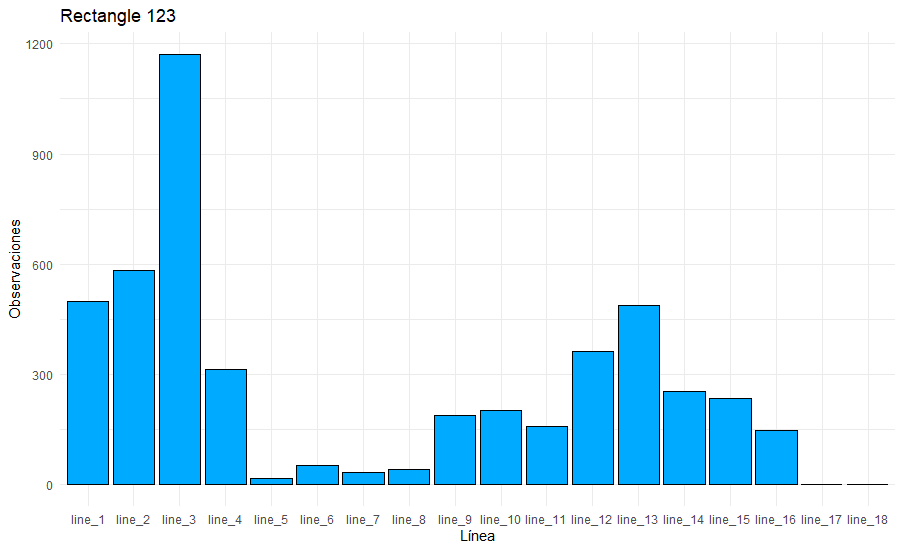 Rectangle 123
1200
900
600
300
0
Observaciones
line_1 line_2 line_3 line_4 line_5 line_6 line_7 line_8 line_9 line_10 line_11 line_12 line_13 line_14 line_15 line_16 line_17 line_18
Línea